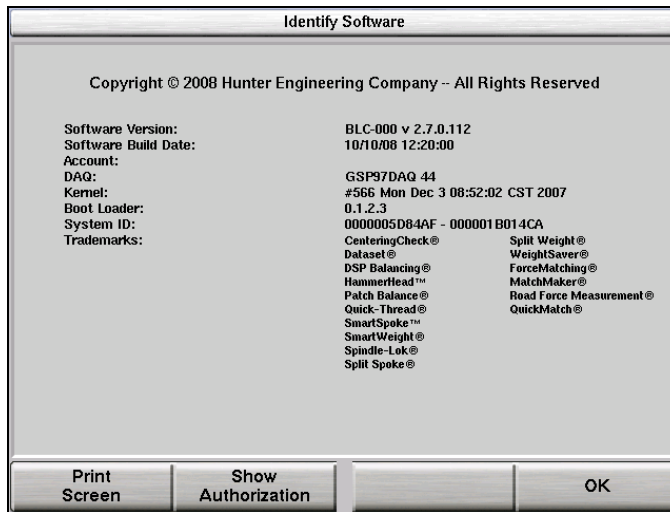 Identify Software
Copyright © 2008 Hunter Engineering Company -- All Rights Reserved
Software Version: BLC-000 v 2.7.0.112
Software Build Date: 10/10/08 12:20:00
Account:
DAQ: GSP97DAQ 44
Kernel: #566 Mon Dec 3 08:52:02 CST 2007
Boot Loader: 0.1.2.3
System ID: 0000005D84AF - 000001B014CA
Trademarks: CenteringCheck® Split Weight®
Dataset® WeightSaver®
DSP Balancing® ForceMatching®
HammerHead™ MatchMaker®
Patch Balance® Road Force Measurement®
Quick-Thread® QuickMatch®
SmartSpoke™
SmartWeight®
Spindle-Lok®
Split Spoke®
Print Screen
Show Authorization
OK